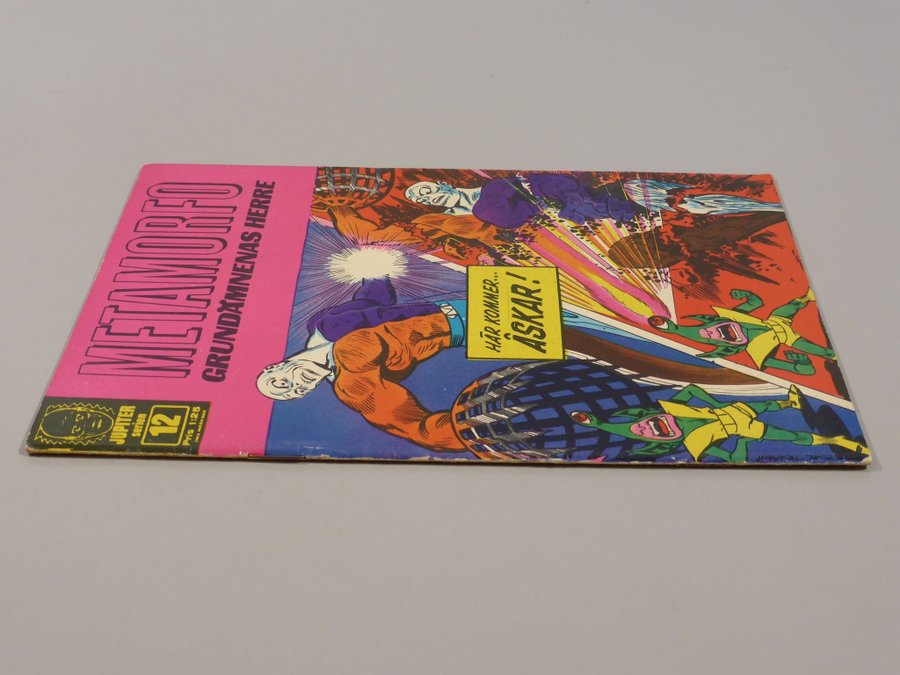 METAMORFO
GRUNDÄMNENAS HERRE
JUPITER
Serien
12
Pris 1:25
HÄR KOMMER...
ÅSKAR!